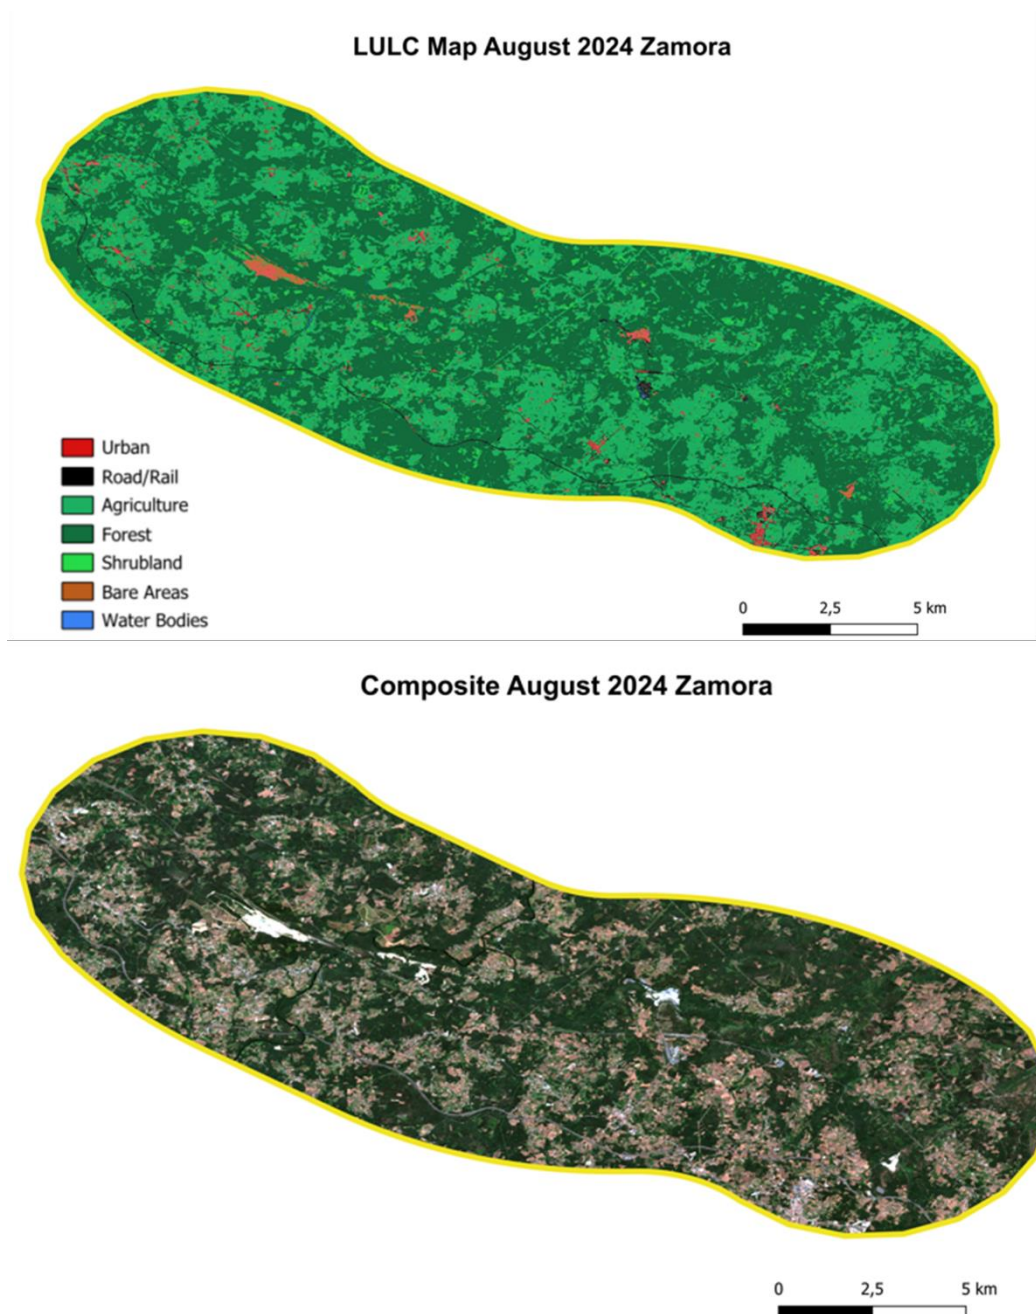 LULC Map August 2024 Zamora
Urban
Road/Rail
Agriculture
Forest
Shrubland
Bare Areas
Water Bodies
0 2,5 5 km
Composite August 2024 Zamora
0 2,5 5 km